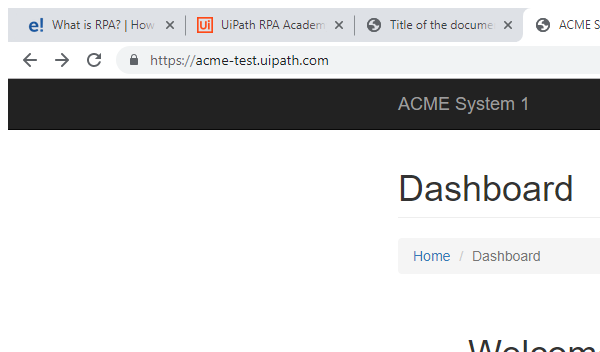 e! What is RPA? | How Ui UiPath RPA Academ Title of the docume ACME S
https://acme-test.uipath.com
ACME System 1
Dashboard
Home / Dashboard
Welcom